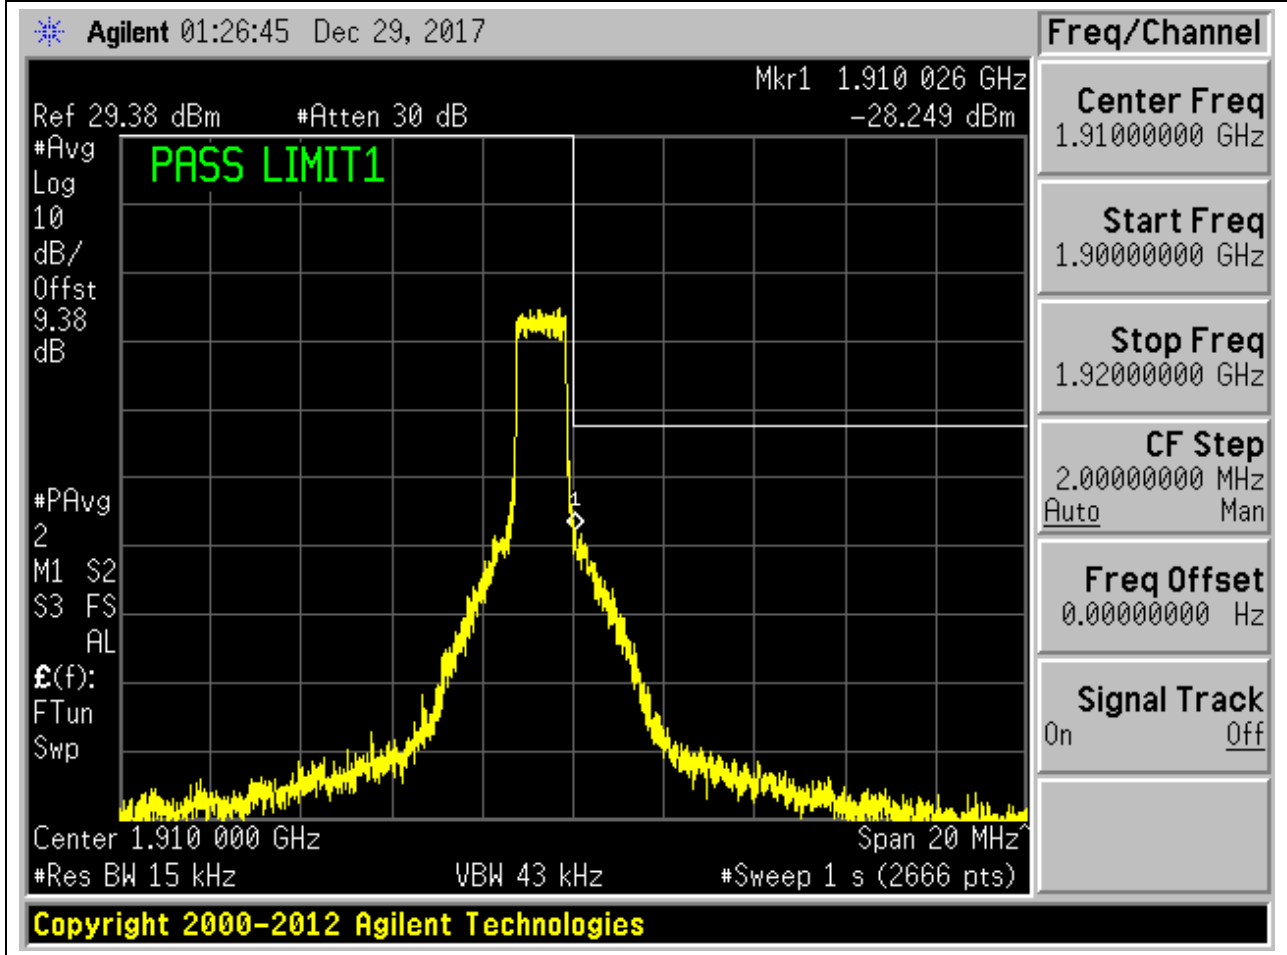 Agilent 01:26:45 Dec 29, 2017
Freq/Channel
Mkr1 1.910 026 GHz
Ref 29.38 dBm #Atten 30 dB -28.249 dBm
#Avg
Log
10
dB/
Offst
9.38
dB
PASS LIMIT1
1
#PAvg
2
M1 S2
S3 FS
AL
£(f):
FTun
Swp
Center 1.910 000 GHz Span 20 MHz^
#Res BW 15 kHz VBW 43 kHz #Sweep 1 s (2666 pts)
Copyright 2000-2012 Agilent Technologies
Center Freq
1.91000000 GHz
Start Freq
1.90000000 GHz
Stop Freq
1.92000000 GHz
CF Step
2.00000000 MHz
Auto Man
Freq Offset
0.00000000 Hz
Signal Track
On Off